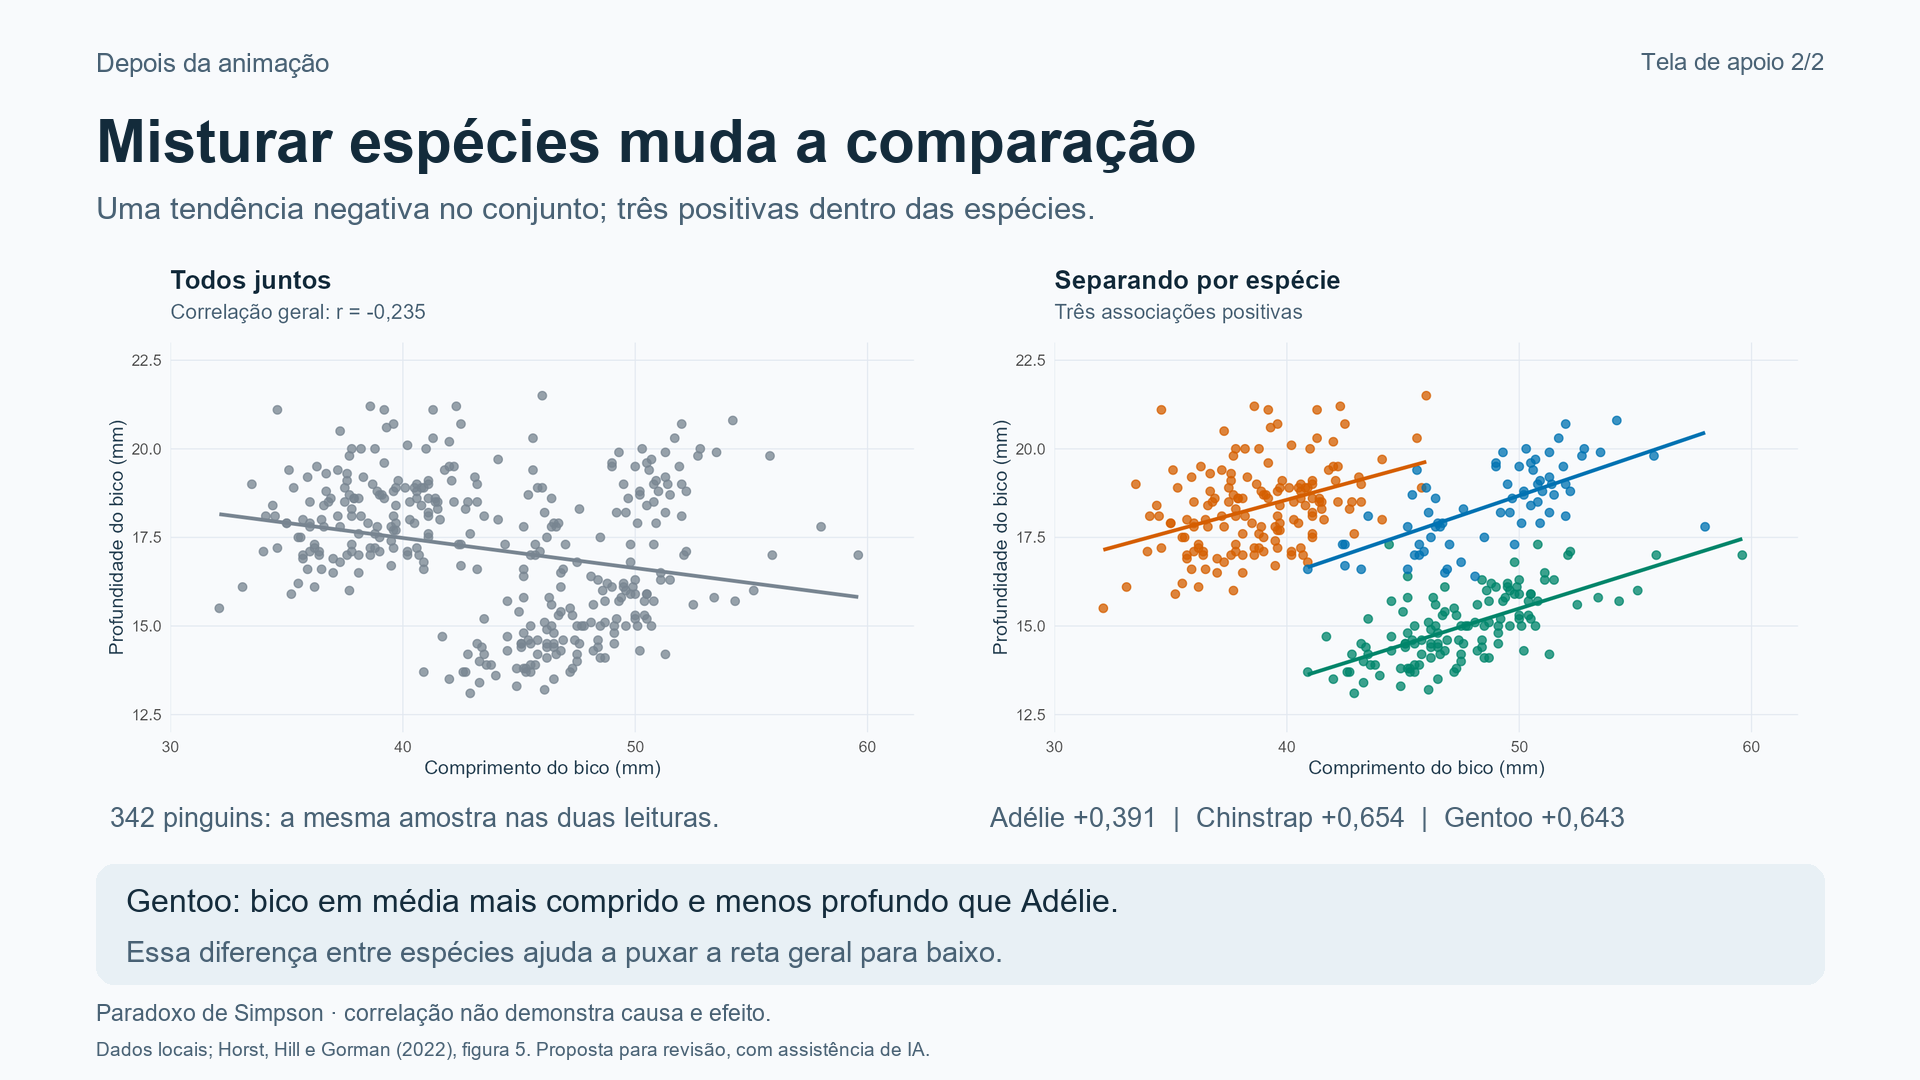 Depois da animação
Tela de apoio 2/2
Misturar espécies muda a comparação
Uma tendência negativa no conjunto; três positivas dentro das espécies.
Todos juntos
Correlação geral: r = -0,235
22.5
20.0
17.5
15.0
12.5
Profundidade do bico (mm)
30
40
50
60
Comprimento do bico (mm)
342 pinguins: a mesma amostra nas duas leituras.
Separando por espécie
Três associações positivas
22.5
20.0
17.5
15.0
12.5
Profundidade do bico (mm)
30
40
50
60
Comprimento do bico (mm)
Adélie +0,391 | Chinstrap +0,654 | Gentoo +0,643
Gentoo: bico em média mais comprido e menos profundo que Adélie.
Essa diferença entre espécies ajuda a puxar a reta geral para baixo.
Paradoxo de Simpson · correlação não demonstra causa e efeito.
Dados locais; Horst, Hill e Gorman (2022), figura 5. Proposta para revisão, com assistência de IA.